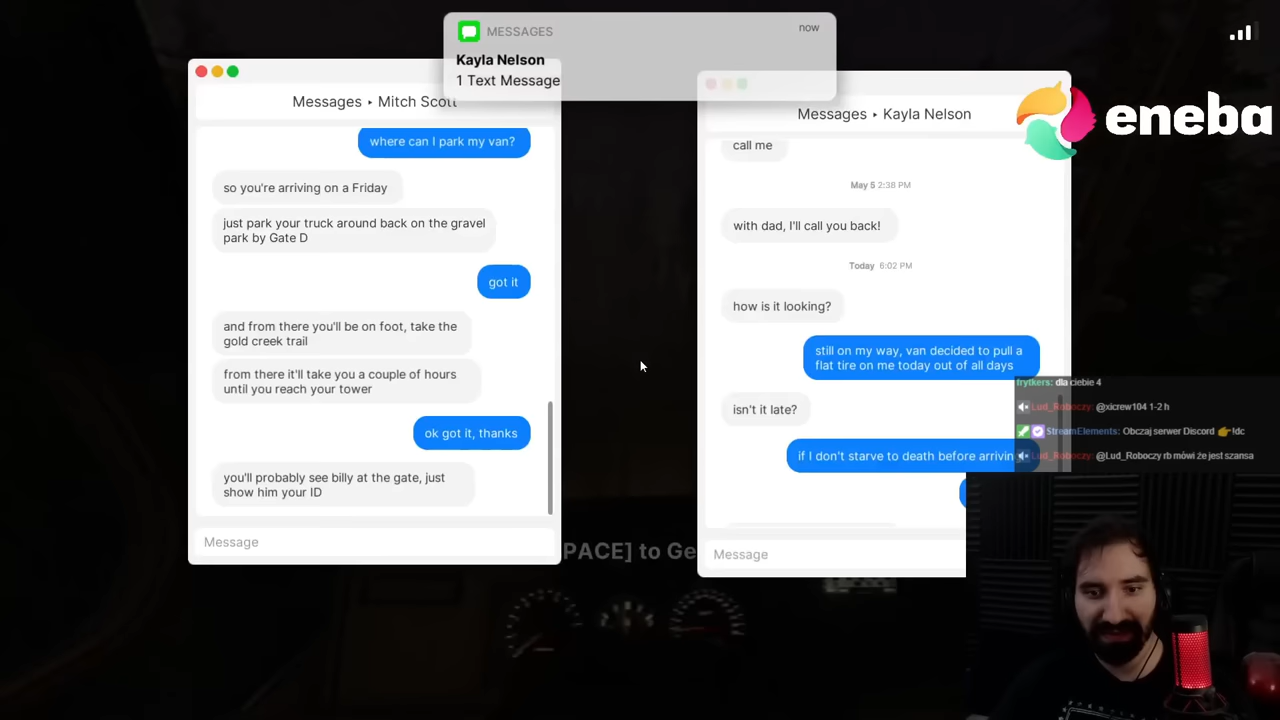 MESSAGES
now
Kayla Nelson
1 Text Message
Messages ▸ Mitch Scott
where can I park my van?
so you're arriving on a Friday
just park your truck around back on the gravel
park by Gate D
got it
and from there you'll be on foot, take the
gold creek trail
from there it'll take you a couple of hours
until you reach your tower
ok got it, thanks
you'll probably see billy at the gate, just
show him your ID
Message
Messages ▸ Kayla Nelson
call me
May 5 2:38 PM
with dad, I'll call you back!
Today 6:02 PM
how is it looking?
still on my way, van decided to pull a
flat tire on me today out of all days
isn't it late?
if I don't starve to death before arrivin
Message
PACE] to Ge
eneba
frytkers: dla ciebie 4
Lud_Roboczy: @xicrew104 1-2 h
StreamElements: Obczaj serwer Discord 👉 !dc
Lud_Roboczy: @Lud_Roboczy rb mówi że jest szansa